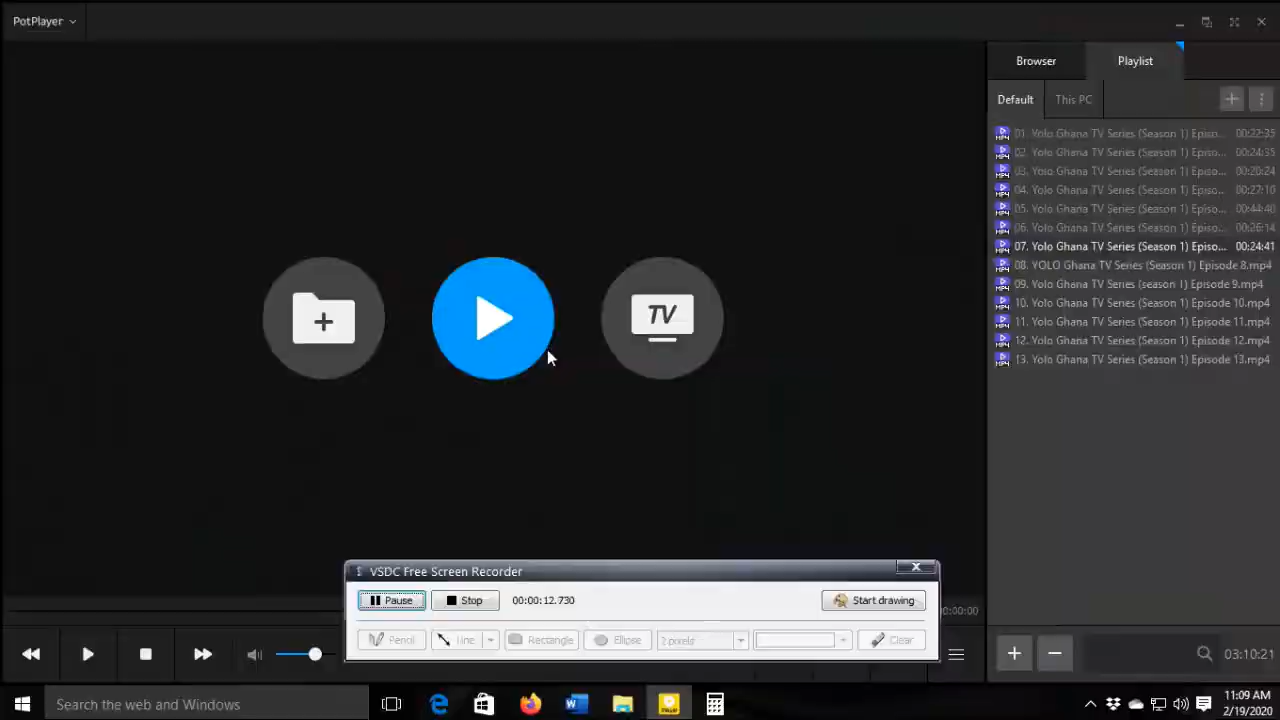 PotPlayer
Browser
Playlist
Default
This PC
01. Yolo Ghana TV Series (Season 1) Episo... 00:22:35
02. Yolo Ghana TV Series (Season 1) Episo... 00:24:35
03. Yolo Ghana TV Series (Season 1) Episo... 00:20:24
04. Yolo Ghana TV Series (Season 1) Episo... 00:27:10
05. Yolo Ghana TV Series (Season 1) Episo... 00:44:40
06. Yolo Ghana TV Series (Season 1) Episo... 00:26:14
07. Yolo Ghana TV Series (Season 1) Episo... 00:24:41
08. YOLO Ghana TV Series (Season 1) Episode 8.mp4
09. Yolo Ghana TV Series (Season 1) Episode 9.mp4
10. Yolo Ghana TV Series (Season 1) Episode 10.mp4
11. Yolo Ghana TV Series (Season 1) Episode 11.mp4
12. Yolo Ghana TV Series (Season 1) Episode 12.mp4
13. Yolo Ghana TV Series (Season 1) Episode 13.mp4
TV
VSDC Free Screen Recorder
Pause Stop 00:00:12.730 Start drawing
Pencil Line Rectangle Ellipse 2 pixels Clear
00:00:00
03:10:21
Search the web and Windows
11:09 AM
2/19/2020